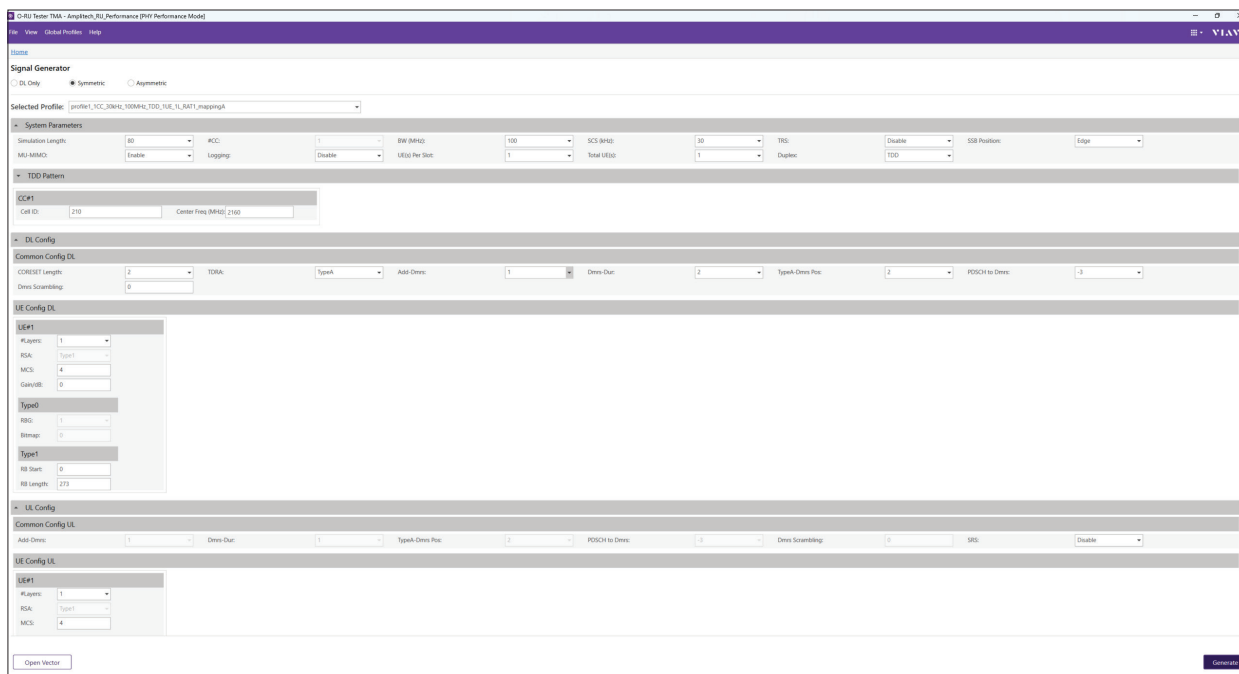 O-RU Tester TMA - Amplitech_RU_Performance [PHY Performance Mode]
File View Global Profiles Help
VIAV
Home
Signal Generator
DL Only Symmetric Asymmetric
Selected Profile: profile1_1CC_30kHz_100MHz_TDD_1UE_1L_RAT1_mappingA
System Parameters
Simulation Length: 80 #CC: 1 BW (MHz): 100 SCS (kHz): 30 TRS: Disable SSB Position: Edge
MU-MIMO: Enable Logging: Disable UE(s) Per Slot: 1 Total UE(s): 1 Duplex: TDD
TDD Pattern
CC#1
Cell ID: 210 Center Freq (MHz): 2160
DL Config
Common Config DL
CORESET Length: 2 TDRA: TypeA Add-Dmrs: 1 Dmrs-Dur: 2 TypeA-Dmrs Pos: 2 PDSCH to Dmrs: -3
Dmrs Scrambling: 0
UE Config DL
UE#1
#Layers: 1
RSA: Type1
MCS: 4
Gain/dB: 0
Type0
RBG: 1
Bitmap: 0
Type1
RB Start: 0
RB Length: 273
UL Config
Common Config UL
Add-Dmrs: 1 Dmrs-Dur: 1 TypeA-Dmrs Pos: 2 PDSCH to Dmrs: -3 Dmrs Scrambling: 0 SRS: Disable
UE Config UL
UE#1
#Layers: 1
RSA: Type1
MCS: 4
Open Vector Generate